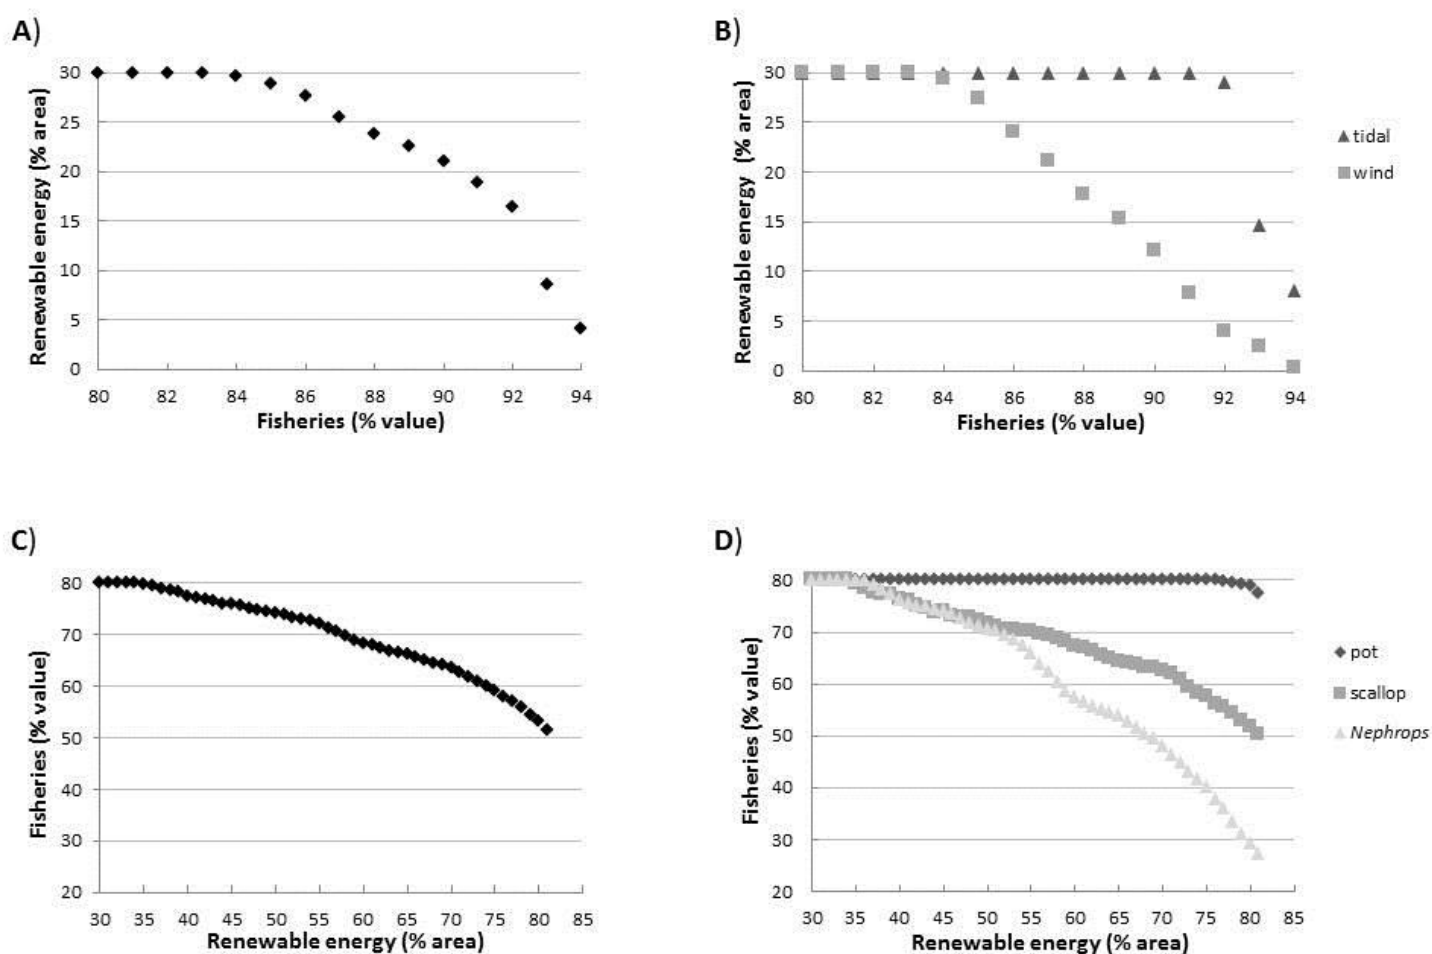 A)
Renewable energy (% area)
30
25
20
15
10
5
0
80 82 84 86 88 90 92 94
Fisheries (% value)
B)
Renewable energy (% area)
30
25
20
15
10
5
0
80 82 84 86 88 90 92 94
Fisheries (% value)
tidal
wind
C)
Fisheries (% value)
80
70
60
50
40
30
20
30 35 40 45 50 55 60 65 70 75 80 85
Renewable energy (% area)
D)
Fisheries (% value)
80
70
60
50
40
30
20
30 35 40 45 50 55 60 65 70 75 80 85
Renewable energy (% area)
pot
scallop
Nephrops